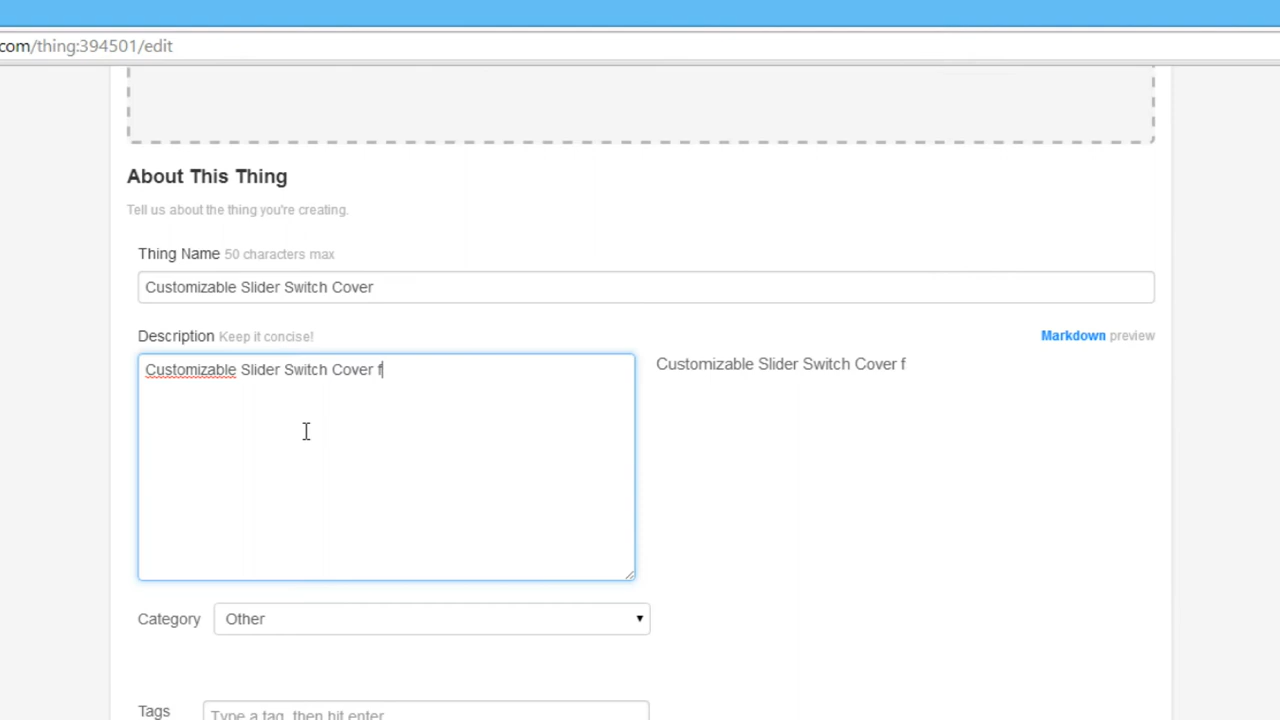 com/thing:394501/edit
About This Thing
Tell us about the thing you're creating.
Thing Name 50 characters max
Customizable Slider Switch Cover
Description Keep it concise! Markdown preview
Customizable Slider Switch Cover f
Customizable Slider Switch Cover f
Category Other
Tags Type a tag, then hit enter